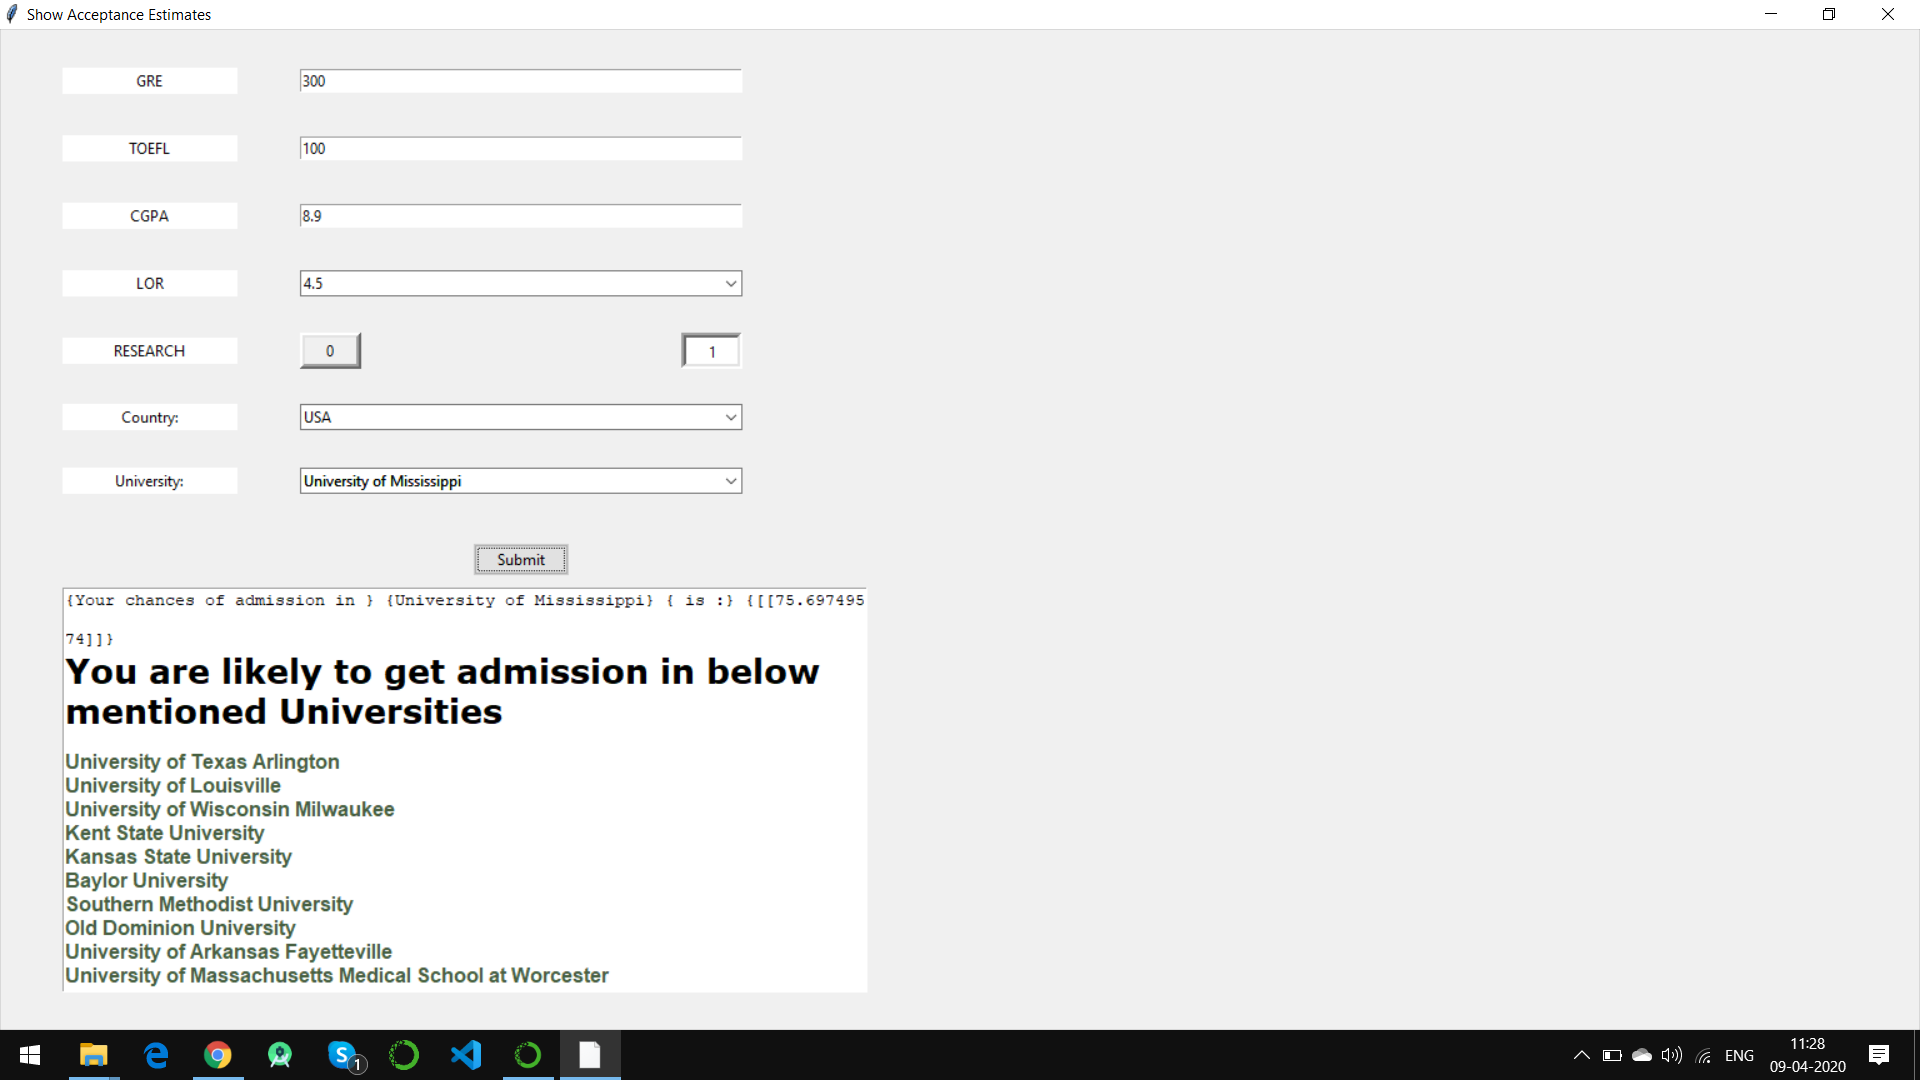 Show Acceptance Estimates
GRE 300
TOEFL 100
CGPA 8.9
LOR 4.5
RESEARCH 0 1
Country: USA
University: University of Mississippi
Submit
{Your chances of admission in } {University of Mississippi} { is :} {[[75.697495
74]]}
You are likely to get admission in below
mentioned Universities
University of Texas Arlington
University of Louisville
University of Wisconsin Milwaukee
Kent State University
Kansas State University
Baylor University
Southern Methodist University
Old Dominion University
University of Arkansas Fayetteville
University of Massachusetts Medical School at Worcester
S 1
ENG
11:28
09-04-2020